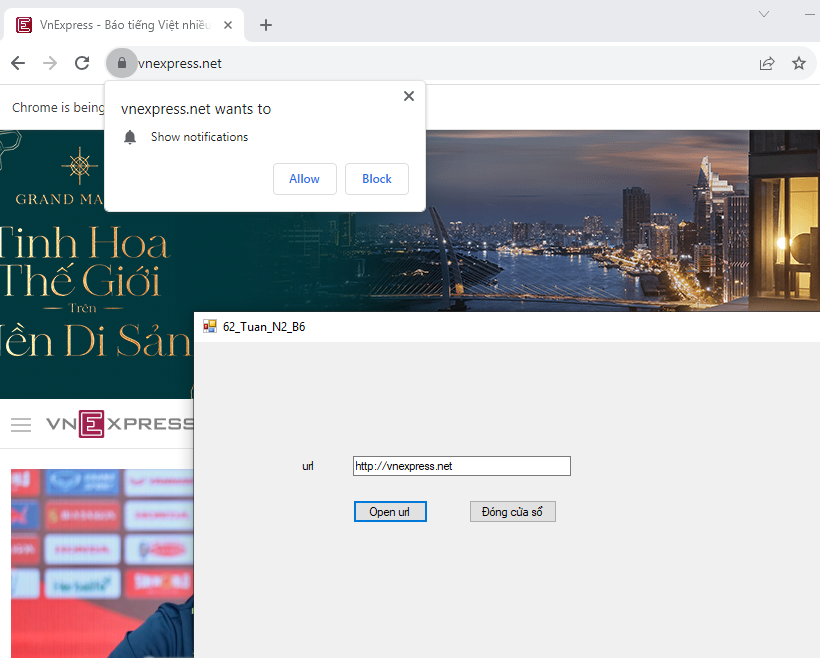 VnExpress - Báo tiếng Việt nhiều
vnexpress.net
Chrome is being
vnexpress.net wants to
Show notifications
Allow
Block
GRAND MA
Tinh Hoa
Thế Giới
Trên
Nền Di Sản
VNEXPRESS
62_Tuan_N2_B6
url
http://vnexpress.net
Open url
Đóng cửa sổ